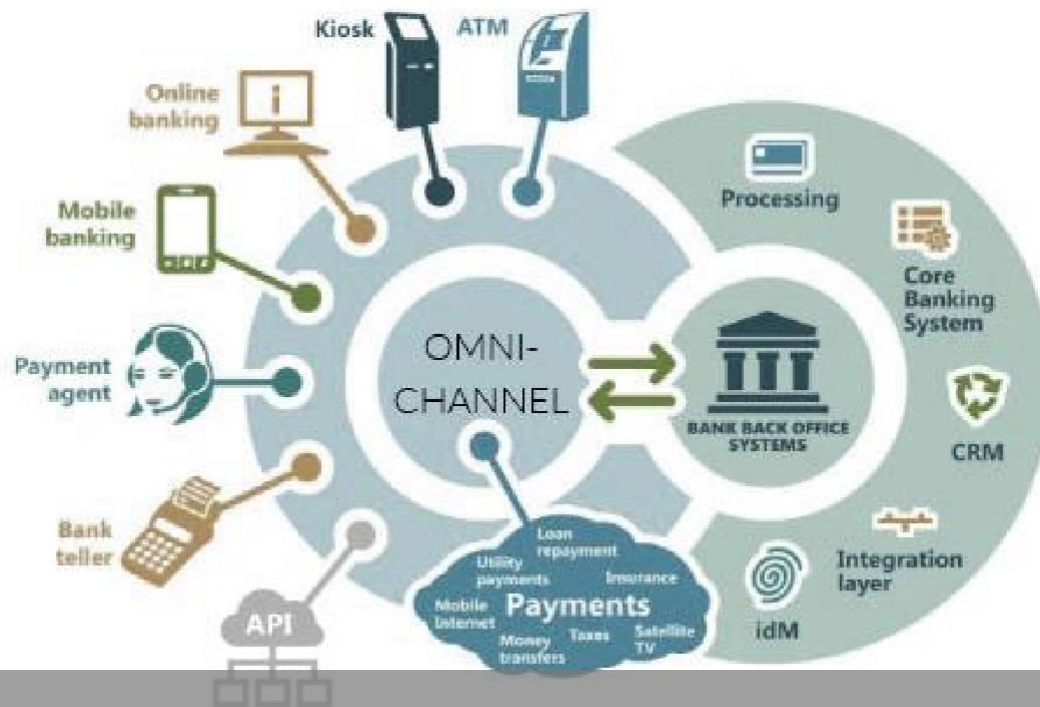 Kiosk
ATM
Online
banking
Mobile
banking
Payment
agent
Bank
teller
API
OMNI-
CHANNEL
BANK BACK OFFICE
SYSTEMS
Processing
Core
Banking
System
CRM
Integration
layer
idM
Loan
repayment
Utility
payments
Insurance
Mobile
Internet
Payments
Money
transfers
Taxes
Satellite
TV
i